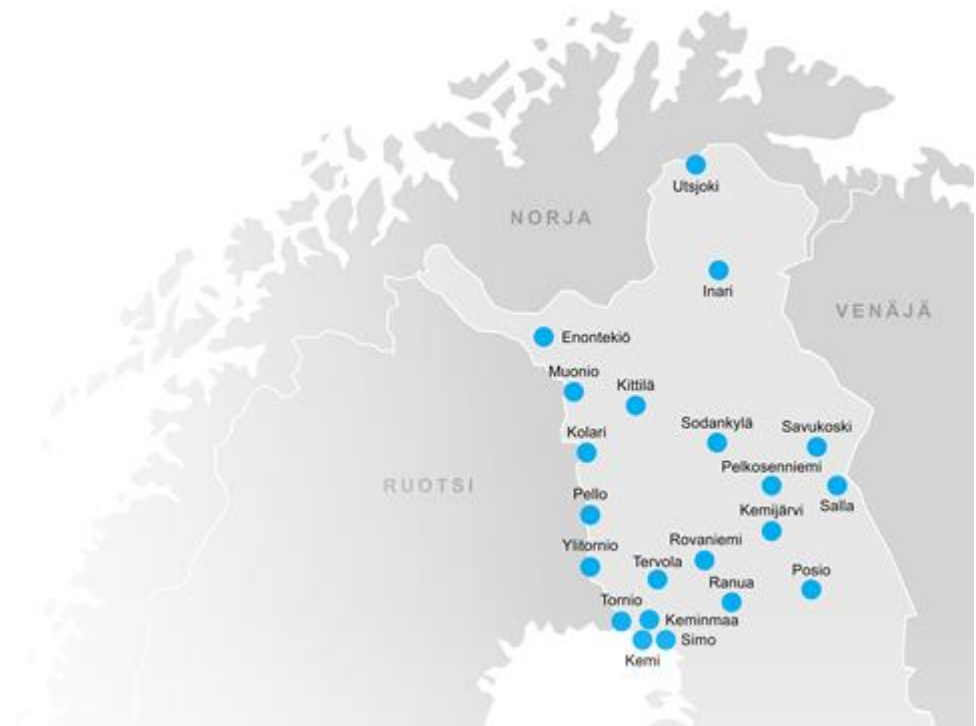 Utsjoki
NORJA
Inari
VENÄJÄ
Enontekiö
Muonio
Kittilä
Sodankylä
Savukoski
Kolari
Pelkosenniemi
RUOTSI
Pello
Salla
Kemijärvi
Rovaniemi
Ylitornio
Tervola
Posio
Ranua
Tornio
Keminmaa
Simo
Kemi